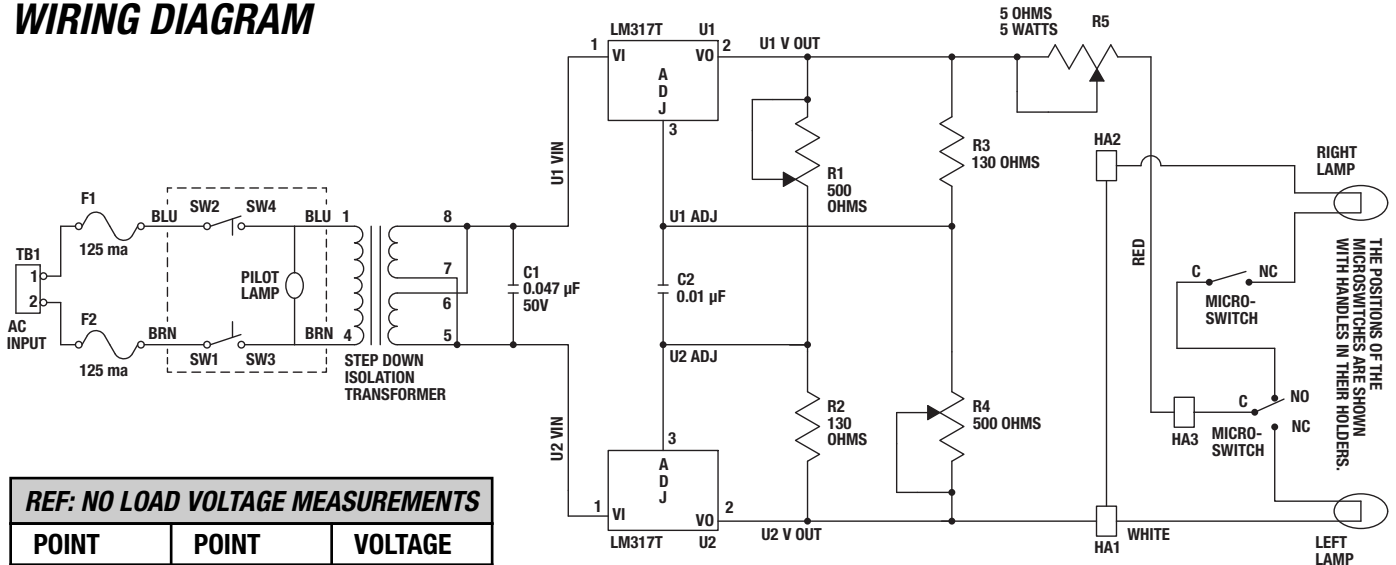 WIRING DIAGRAM
5 OHMS
5 WATTS
R5
LM317T
U1
1
VI
VO
2
U1 V OUT
A
D
J
3
U1 VIN
R1
500
OHMS
R3
130 OHMS
HA2
RIGHT
LAMP
F1
125 ma
BLU
SW2
SW4
BLU
1
8
U1 ADJ
TB1
1
2
AC
INPUT
PILOT
LAMP
7
6
C1
0.047 µF
50V
C2
0.01 µF
RED
C
NC
MICRO-
SWITCH
THE POSITIONS OF THE
MICROSWITCHES ARE SHOWN
WITH HANDLES IN THEIR HOLDERS.
F2
125 ma
BRN
SW1
SW3
BRN
4
5
STEP DOWN
ISOLATION
TRANSFORMER
U2 ADJ
U2 VIN
R2
130
OHMS
R4
500 OHMS
C
NO
NC
HA3
MICRO-
SWITCH
3
A
D
J
1
VI
VO
2
LM317T
U2
U2 V OUT
HA1
WHITE
LEFT
LAMP
REF: NO LOAD VOLTAGE MEASUREMENTS
POINT POINT VOLTAGE